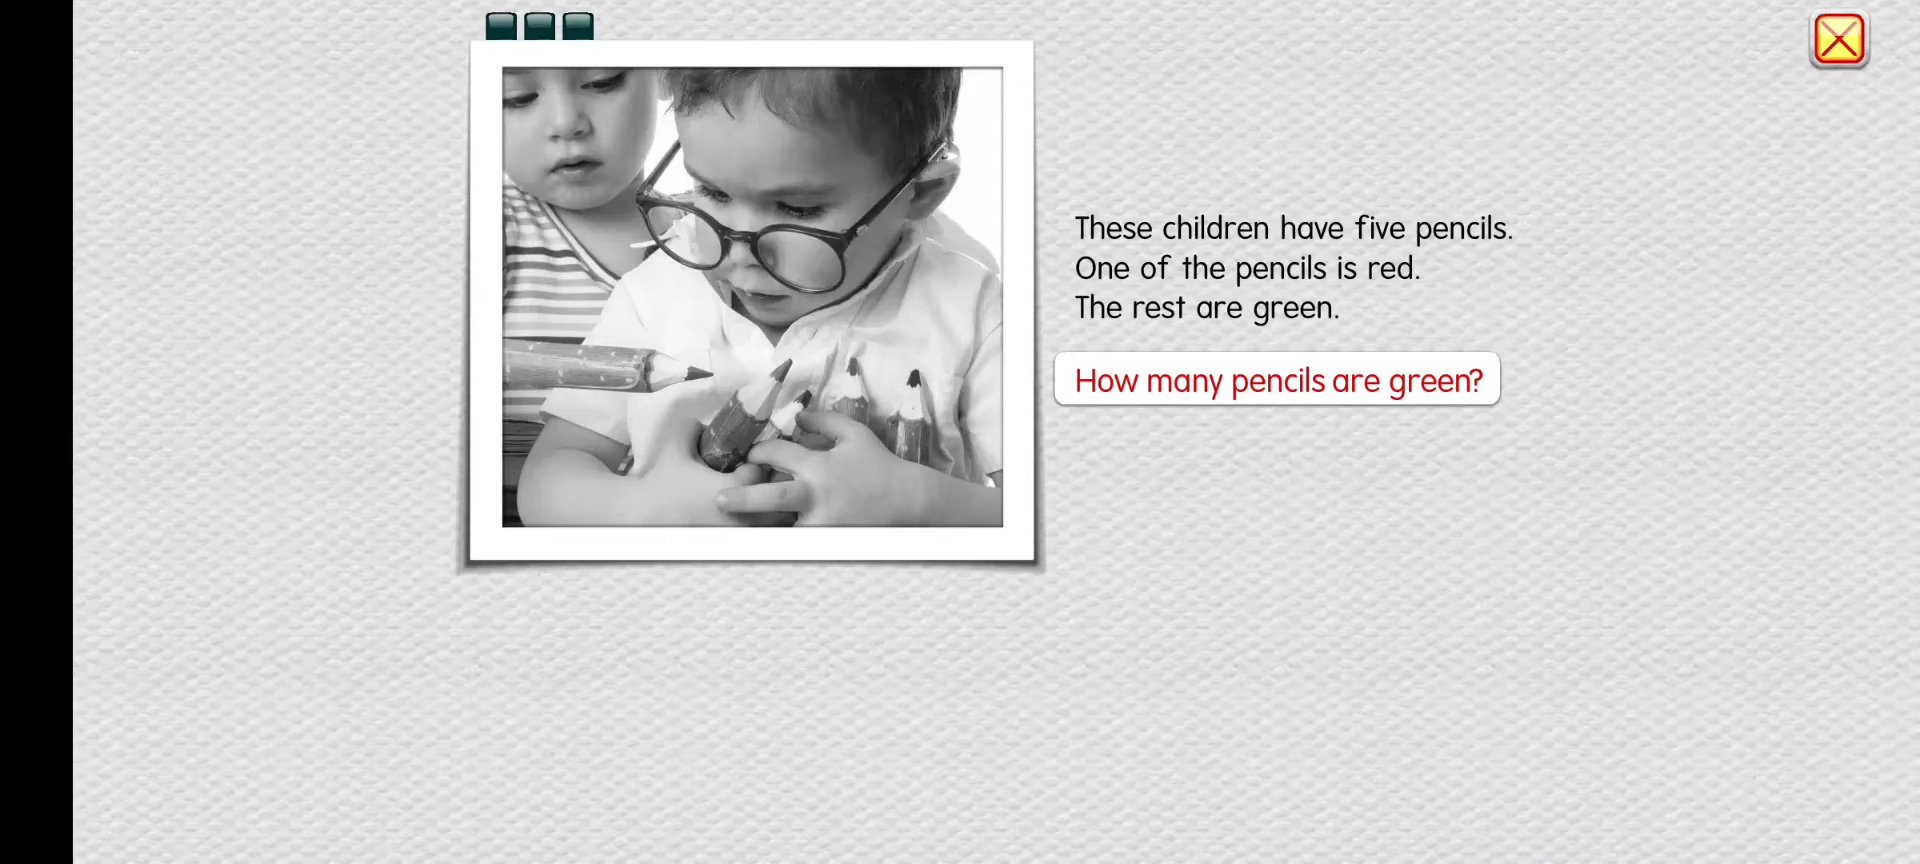 These children have five pencils.
One of the pencils is red.
The rest are green.
How many pencils are green?